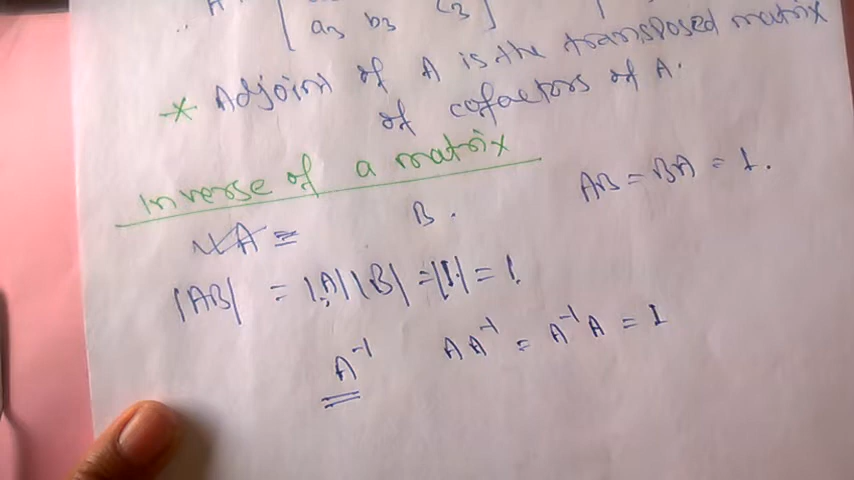 a3 b3 c3
* Adjoint of A is the transposed matrix
of cofactors of A.
Inverse of a matrix
A = B. AB = BA = I.
|AB| = |A||B| = |I| = 1.
A⁻¹ AA⁻¹ = A⁻¹A = I